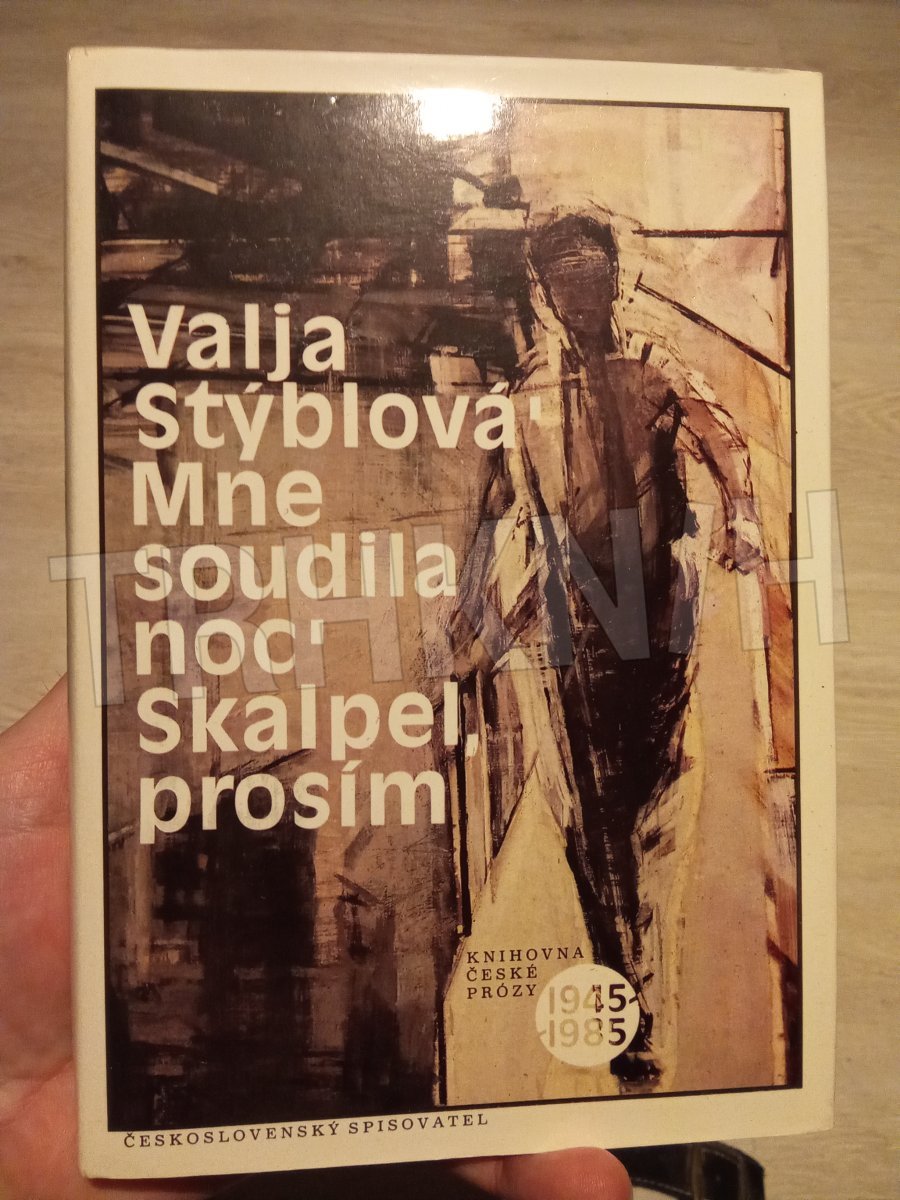 Valja
Stýblová'
Mne
soudila
noc'
Skalpel,
prosím
KNIHOVNA
ČESKÉ
PRÓZY
1945-
-1985
ČESKOSLOVENSKÝ SPISOVATEL